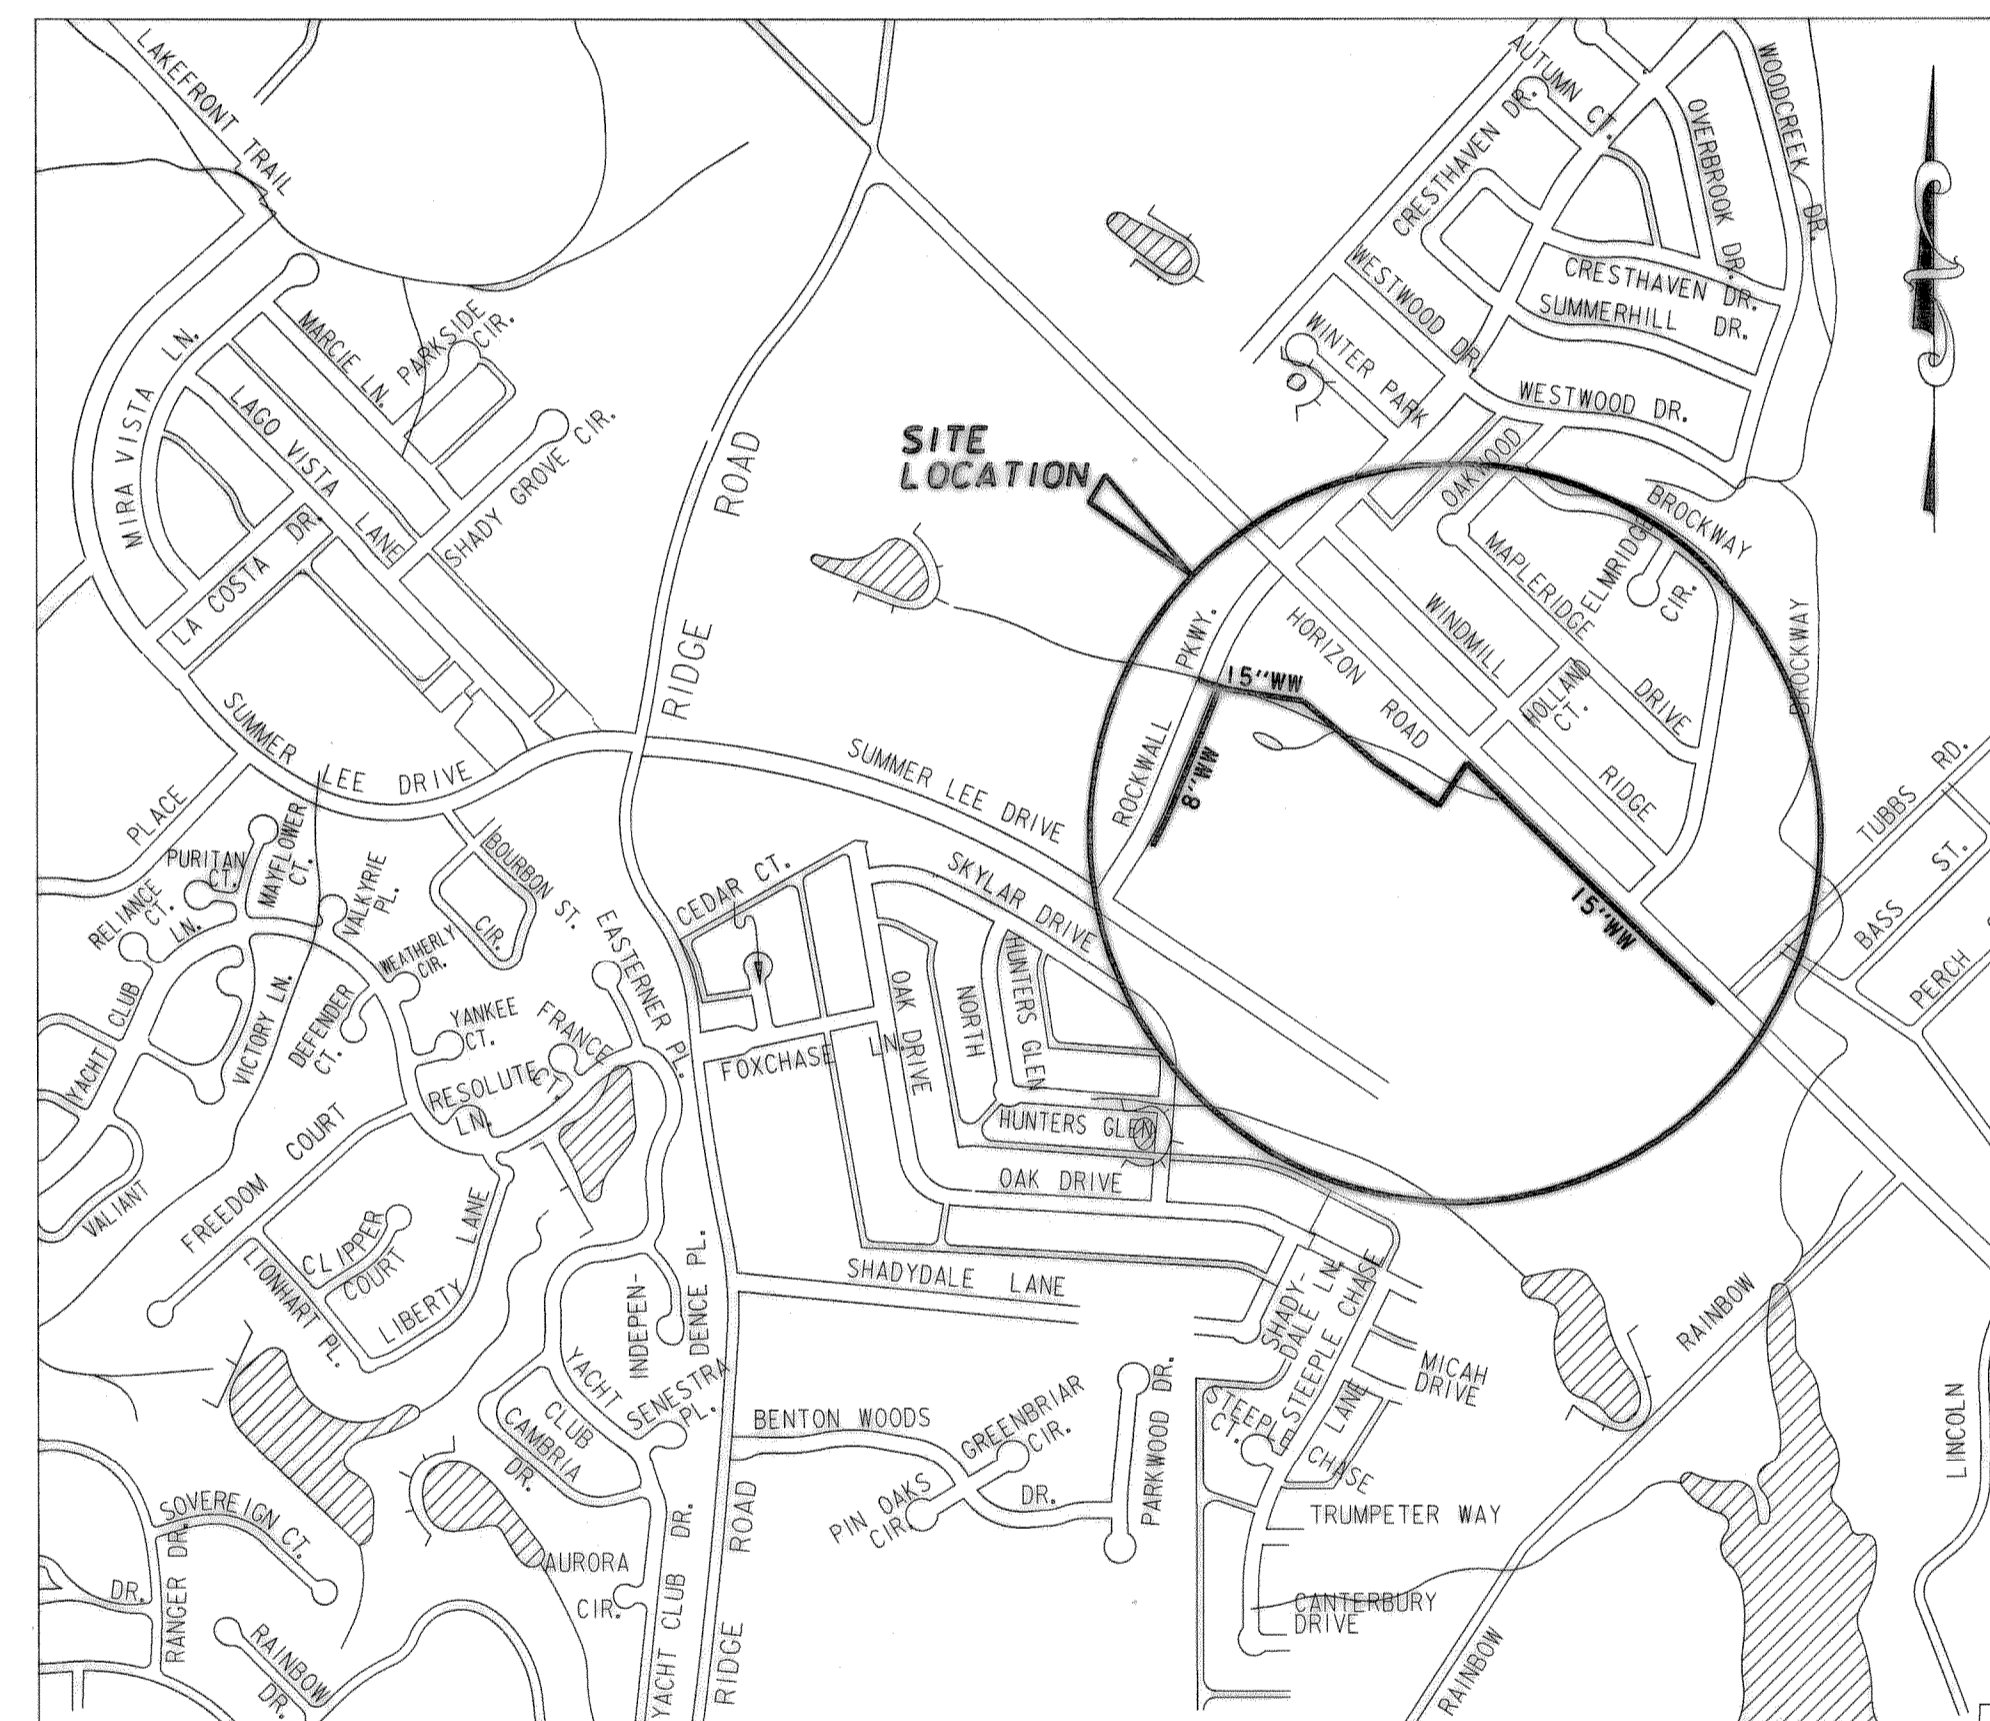 LAKEFRONT TRAIL
AUTUMN CT.
WOODCREEK DR.
OVERBROOK DR.
CRESTHAVEN DR.
CRESTHAVEN DR.
SUMMERHILL DR.
WESTWOOD DR.
WINTER PARK
WESTWOOD DR.
MIRA VISTA LN.
MARCIE LN.
PARKSIDE
CIR.
LAGO VISTA LANE
SHADY GROVE CIR.
LA COSTA DR.
RIDGE ROAD
SITE
LOCATION
OAKWOOD
BROCKWAY
BROCKWAY
MAPLERIDGE DRIVE
ELMRIDGE
CIR.
WINDMILL RIDGE
HOLLAND
CT.
HORIZON ROAD
ROCKWALL PKWY.
15"WW
8"WW
15"WW
TUBBS RD.
BASS ST.
PERCH
SUMMER LEE DRIVE
SUMMER LEE DRIVE
SKYLAR DRIVE
PLACE
PURITAN
CT.
MAYFLOWER
CT.
RELIANCE
CT.
LN.
VALKYRIE
PL.
BOURBON ST.
CIR.
WEATHERLY
CIR.
EASTERNER PL.
CEDAR CT.
YACHT CLUB
VICTORY LN.
DEFENDER
CT.
YANKEE
CT.
FRANCE
CT.
RESOLUTE
LN.
FOXCHASE LN.
OAK DRIVE
NORTH
HUNTERS GLEN
HUNTERS GLEN
OAK DRIVE
VALIANT
FREEDOM COURT
CLIPPER
COURT
LIONHART PL.
LIBERTY LANE
INDEPEN-
DENCE PL.
SHADYDALE LANE
SHADY-
DALE LN.
STEEPLE CHASE
MICAH
DRIVE
RAINBOW
LINCOLN
YACHT CLUB
SENESTRA
PL.
CAMBRIA
DR.
BENTON WOODS DR.
GREENBRIAR
CIR.
PIN OAKS
CIR.
PARKWOOD DR.
STEEPLE
CT.
STEEPLE CHASE
LANE
TRUMPETER WAY
CANTERBURY
DRIVE
SOVEREIGN CT.
RANGER DR.
DR.
RAINBOW
DR.
AURORA
CIR.
YACHT CLUB DR.
RIDGE ROAD
RAINBOW